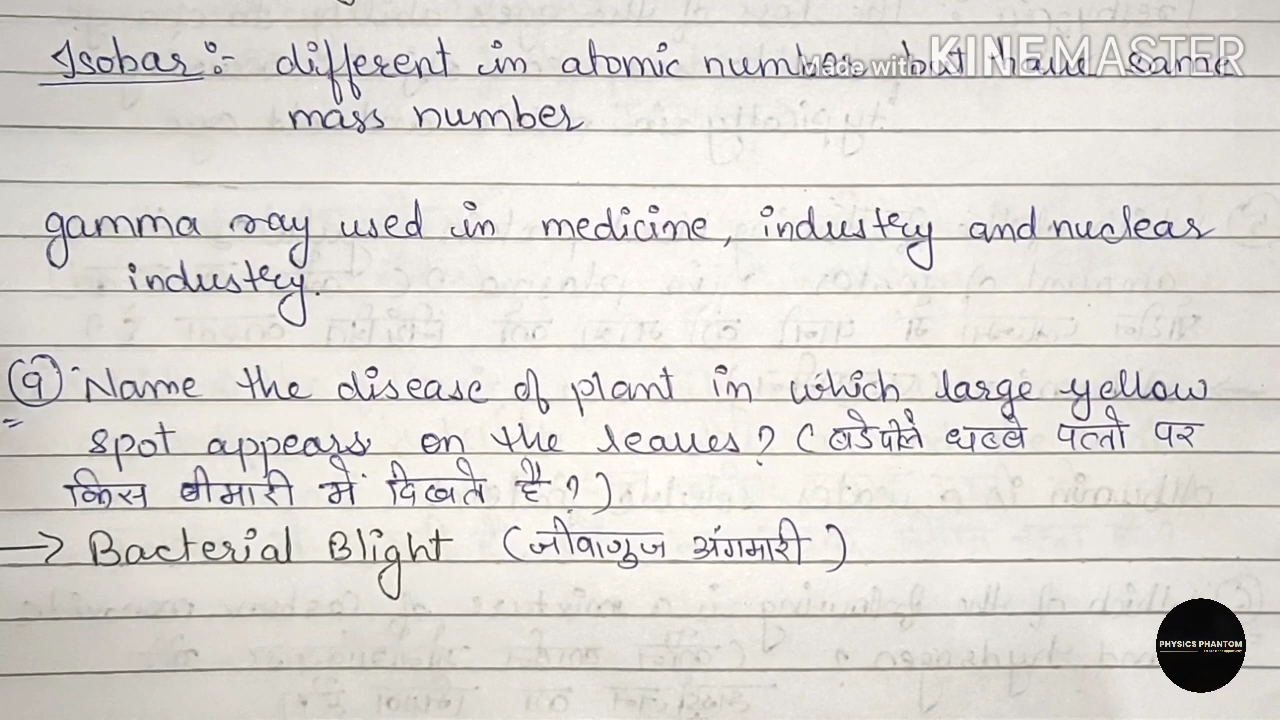 Isobar :- different in atomic number but have same
mass number
Made with KINEMASTER
gamma ray used in medicine, industry and nuclear
industry.
(9) Name the disease of plant in which large yellow
spot appears on the leaves? (बडे पीले धब्बे पत्तो पर
किस बीमारी में दिखते है?)
→ Bacterial Blight (जीवाणुज अंगमारी)
PHYSICS PHANTOM